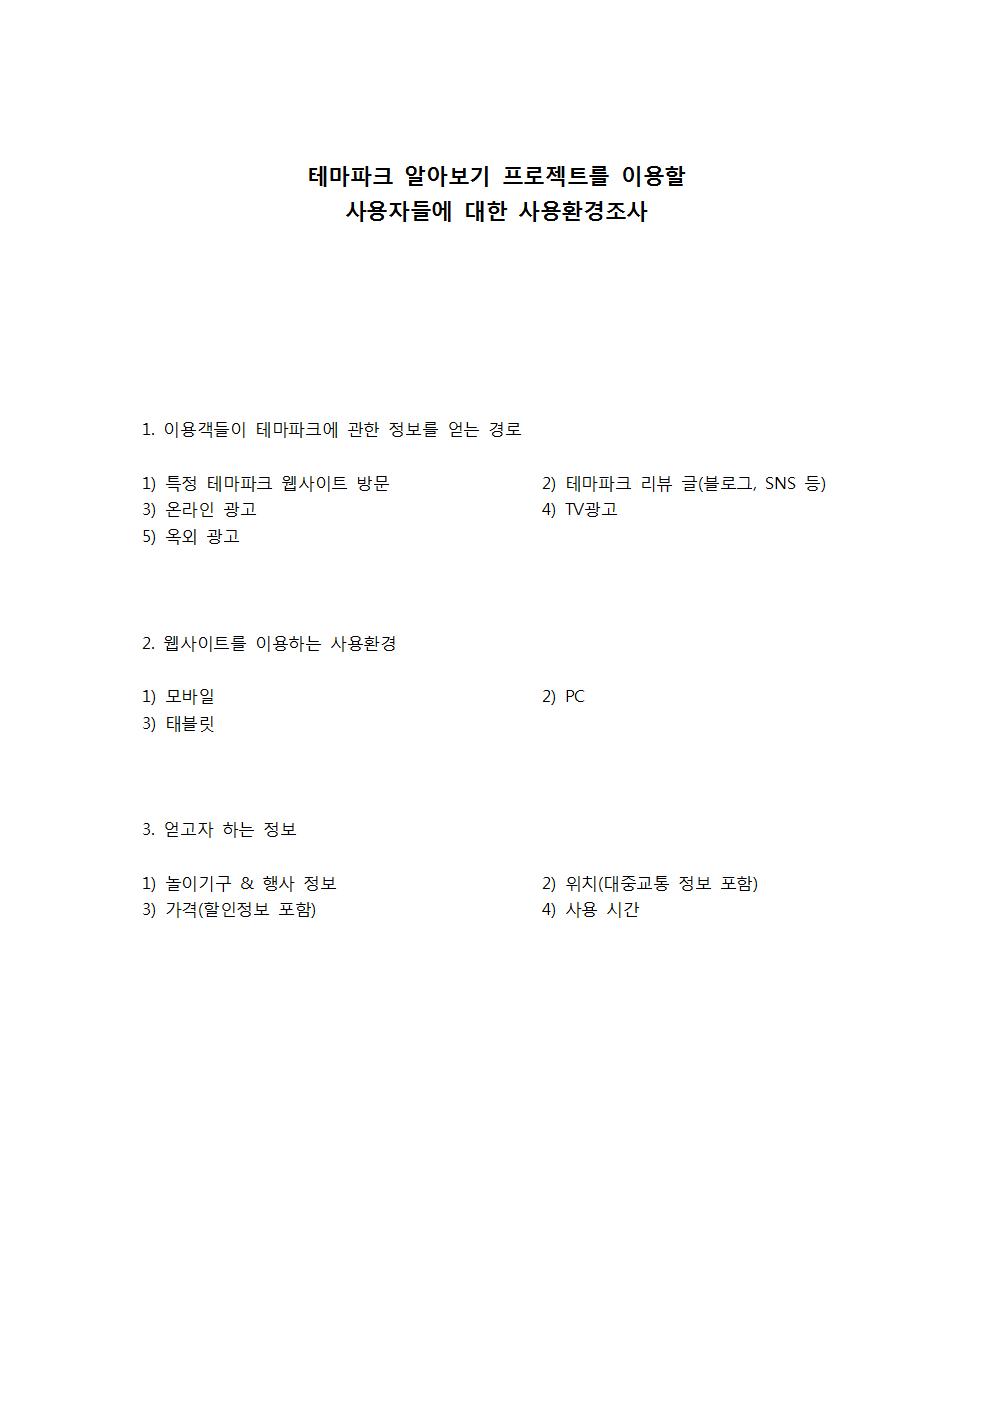 테마파크 알아보기 프로젝트를 이용할
사용자들에 대한 사용환경조사
1. 이용객들이 테마파크에 관한 정보를 얻는 경로
1) 특정 테마파크 웹사이트 방문 2) 테마파크 리뷰 글(블로그, SNS 등)
3) 온라인 광고 4) TV광고
5) 옥외 광고
2. 웹사이트를 이용하는 사용환경
1) 모바일 2) PC
3) 태블릿
3. 얻고자 하는 정보
1) 놀이기구 & 행사 정보 2) 위치(대중교통 정보 포함)
3) 가격(할인정보 포함) 4) 사용 시간